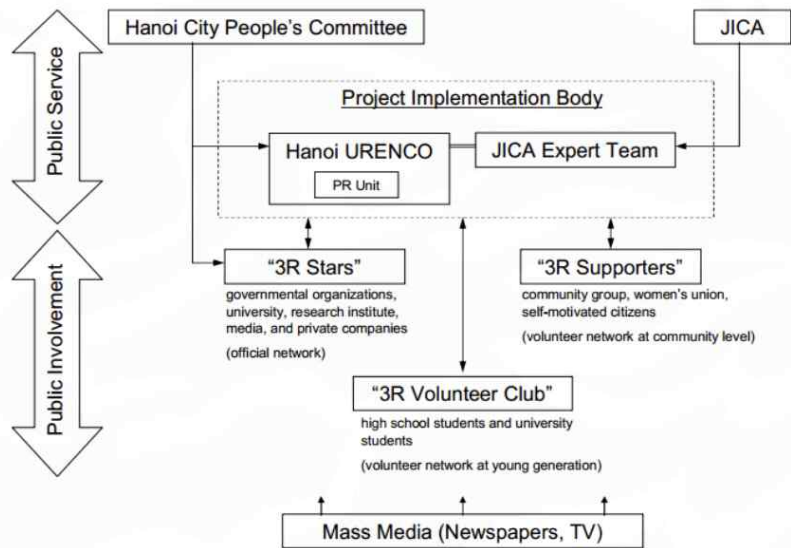 Hanoi City People's Committee
JICA
Public Service
Project Implementation Body
Hanoi URENCO
JICA Expert Team
PR Unit
Public Involvement
"3R Stars"
governmental organizations,
university, research institute,
media, and private companies
(official network)
"3R Supporters"
community group, women's union,
self-motivated citizens
(volunteer network at community level)
"3R Volunteer Club"
high school students and university
students
(volunteer network at young generation)
Mass Media (Newspapers, TV)